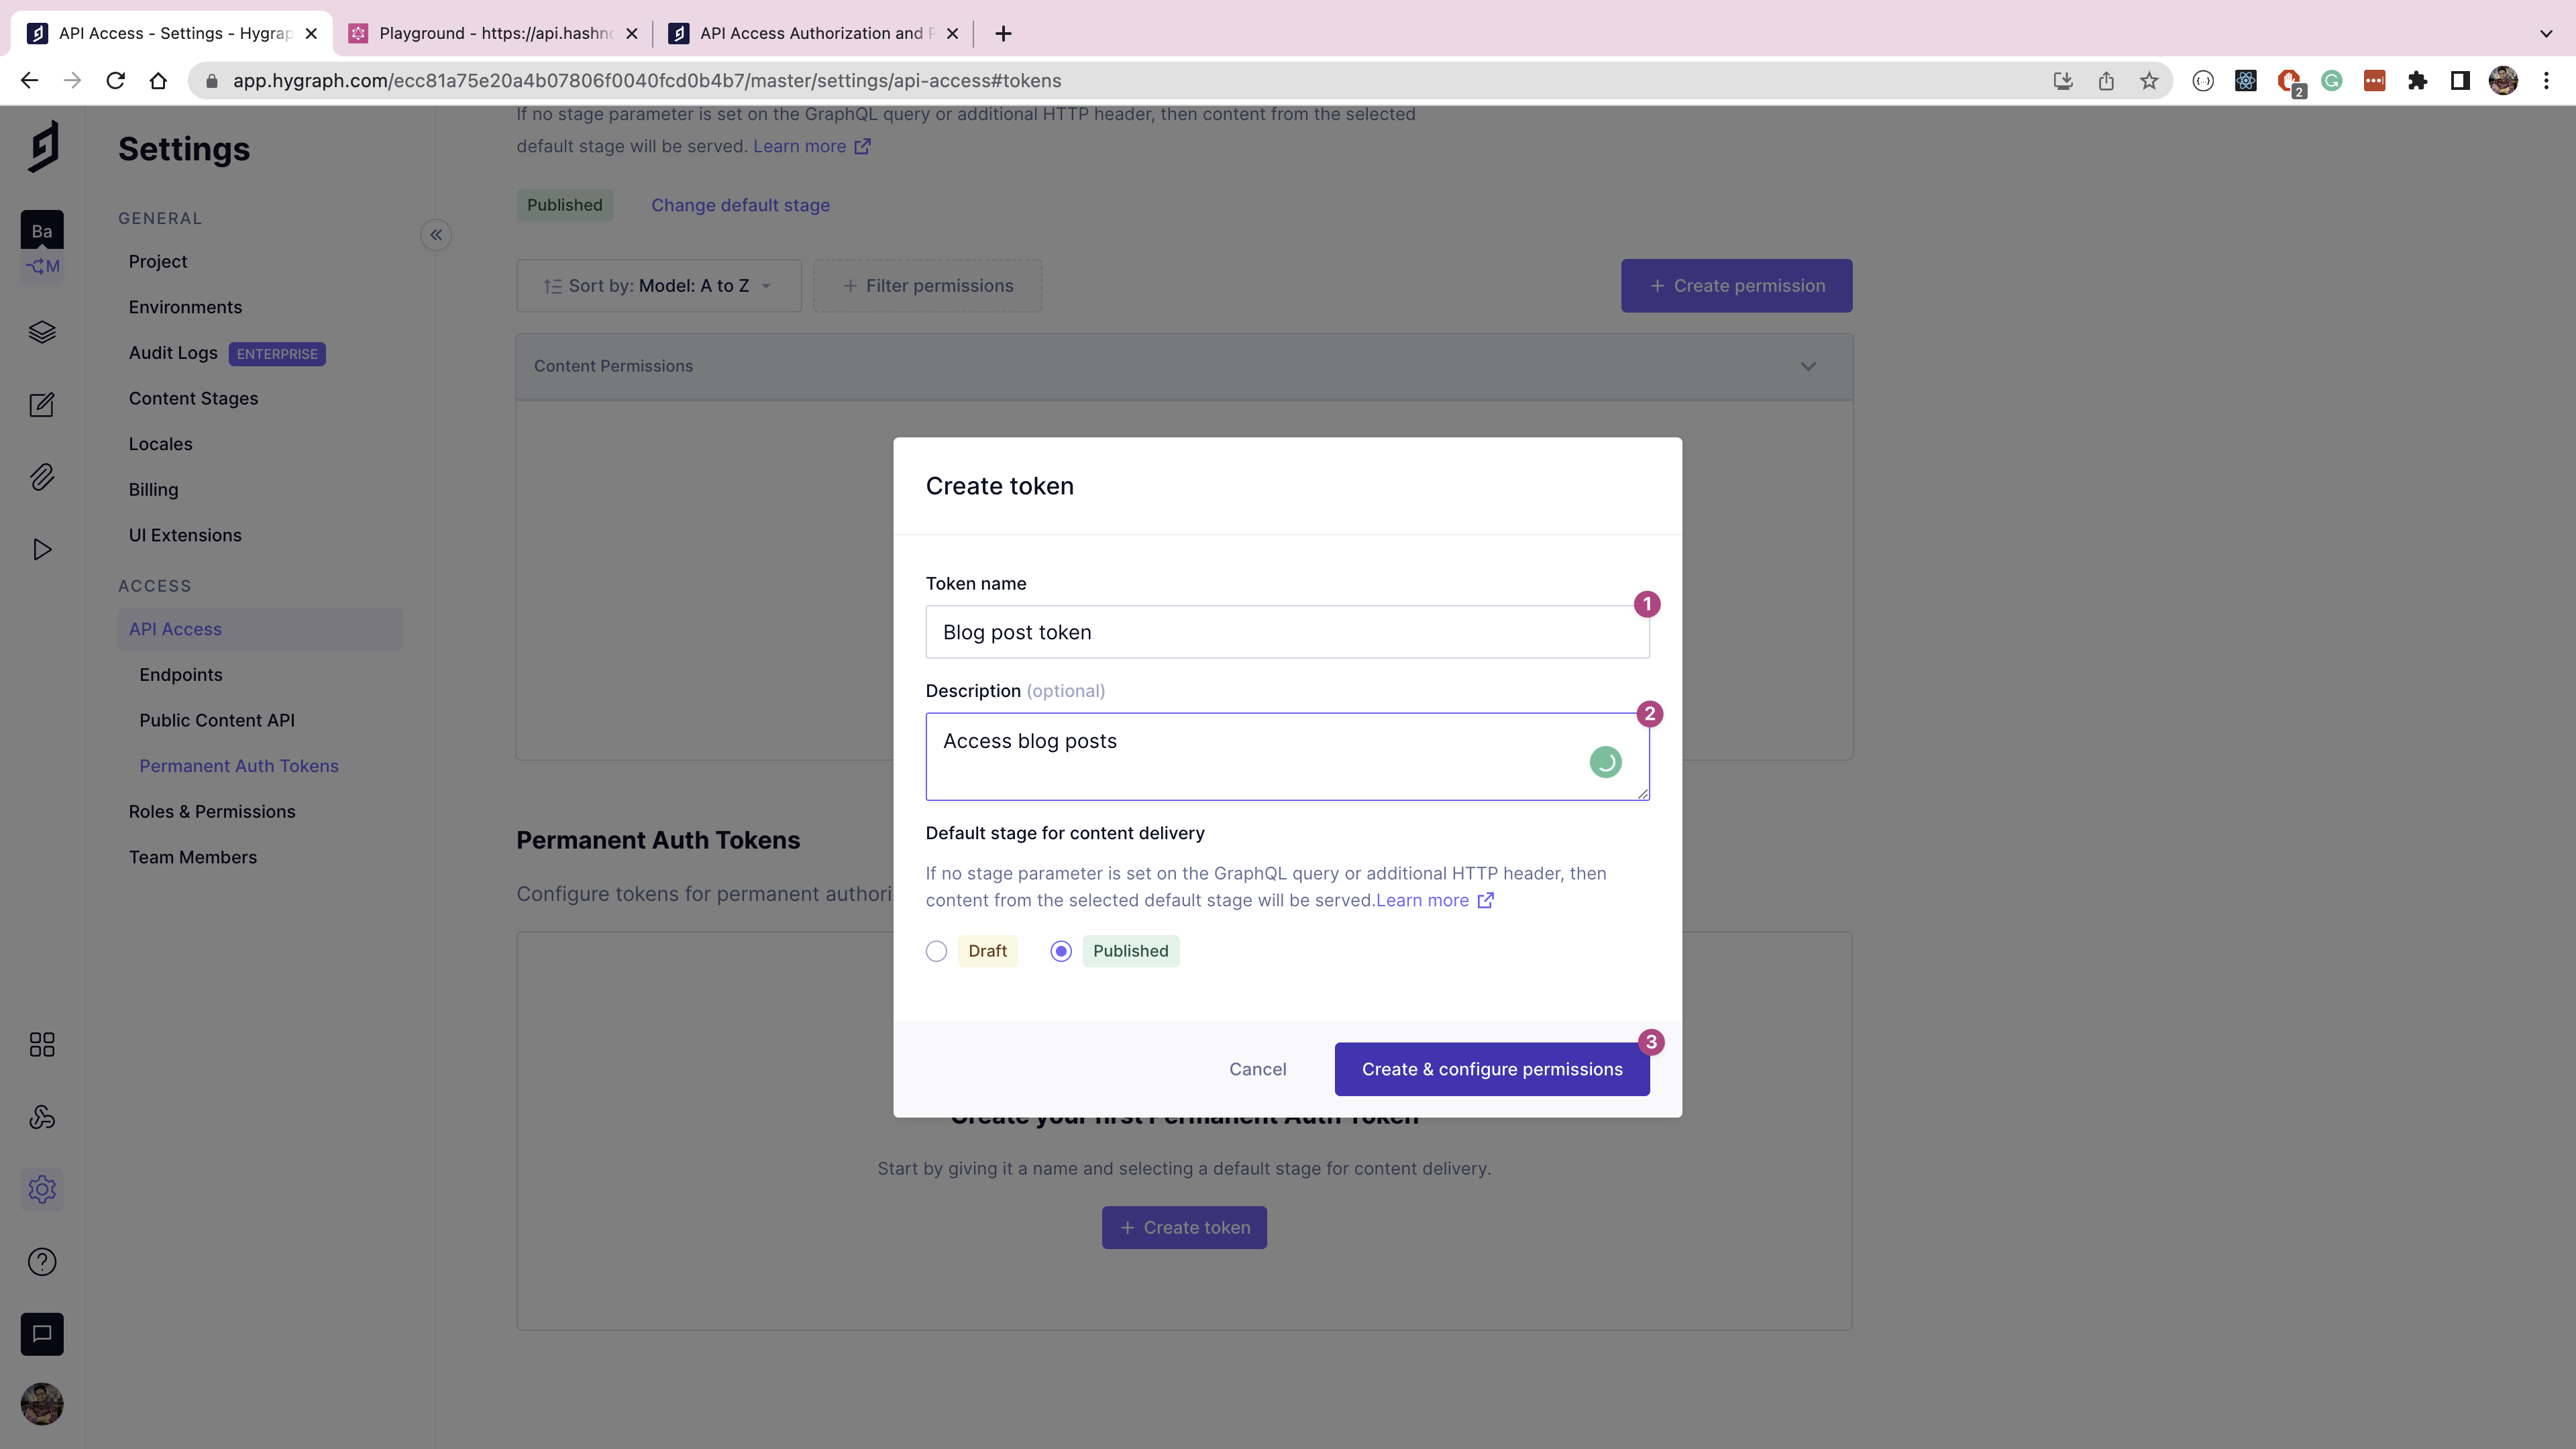 API Access - Settings - Hygrap
Playground - https://api.hashno
API Access Authorization and P
app.hygraph.com/ecc81a75e20a4b07806f0040fcd0b4b7/master/settings/api-access#tokens
2
Settings
Ba
M
GENERAL
Project
Environments
Audit Logs ENTERPRISE
Content Stages
Locales
Billing
UI Extensions
ACCESS
API Access
Endpoints
Public Content API
Permanent Auth Tokens
Roles & Permissions
Team Members
If no stage parameter is set on the GraphQL query or additional HTTP header, then content from the selected
default stage will be served. Learn more
Published
Change default stage
Sort by: Model: A to Z
Filter permissions
+ Create permission
Content Permissions
Permanent Auth Tokens
Configure tokens for permanent authori
Create token
Token name
1
Blog post token
Description (optional)
2
Access blog posts
Default stage for content delivery
If no stage parameter is set on the GraphQL query or additional HTTP header, then
content from the selected default stage will be served.Learn more
Draft
Published
3
Cancel
Create & configure permissions
Create your first Permanent Auth Token
Start by giving it a name and selecting a default stage for content delivery.
+ Create token